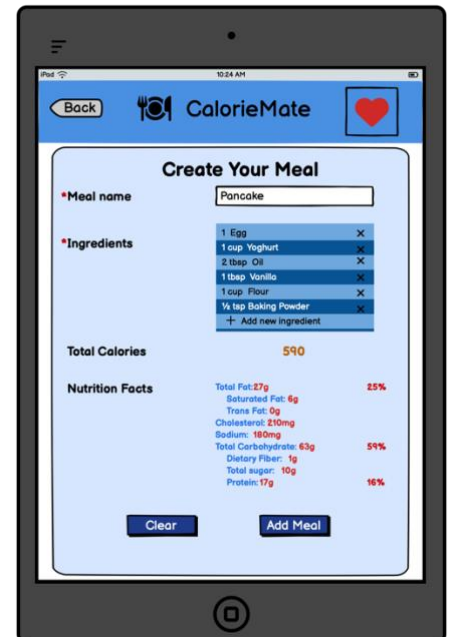 iPad 10:24 AM
Back CalorieMate
Create Your Meal
*Meal name Pancake
*Ingredients
1 Egg ×
1 cup Yoghurt ×
2 tbsp Oil ×
1 tbsp Vanilla ×
1 cup Flour ×
½ tsp Baking Powder ×
+ Add new ingredient
Total Calories 590
Nutrition Facts
Total Fat:27g 25%
Saturated Fat: 6g
Trans Fat: 0g
Cholesterol: 210mg
Sodium: 180mg
Total Carbohydrate: 63g 59%
Dietary Fiber: 1g
Total sugar: 10g
Protein:17g 16%
Clear Add Meal